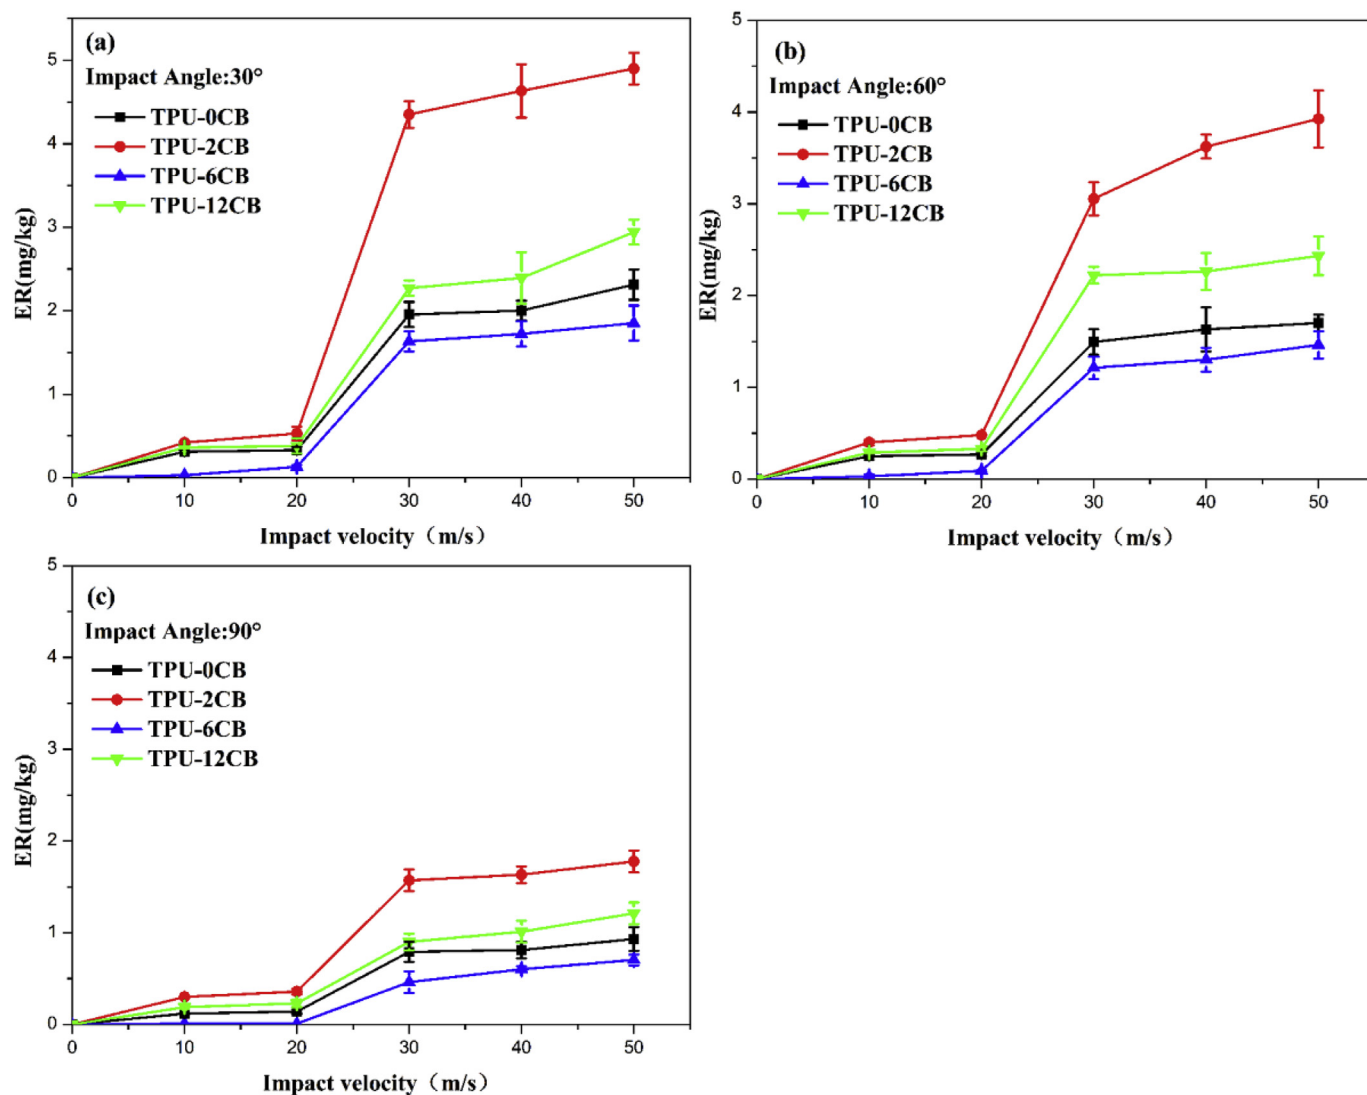 (a)
Impact Angle:30°
TPU-0CB
TPU-2CB
TPU-6CB
TPU-12CB
ER(mg/kg)
5
4
3
2
1
0
0 10 20 30 40 50
Impact velocity（m/s）
(b)
Impact Angle:60°
TPU-0CB
TPU-2CB
TPU-6CB
TPU-12CB
ER(mg/kg)
5
4
3
2
1
0
0 10 20 30 40 50
Impact velocity（m/s）
(c)
Impact Angle:90°
TPU-0CB
TPU-2CB
TPU-6CB
TPU-12CB
ER(mg/kg)
5
4
3
2
1
0
0 10 20 30 40 50
Impact velocity（m/s）